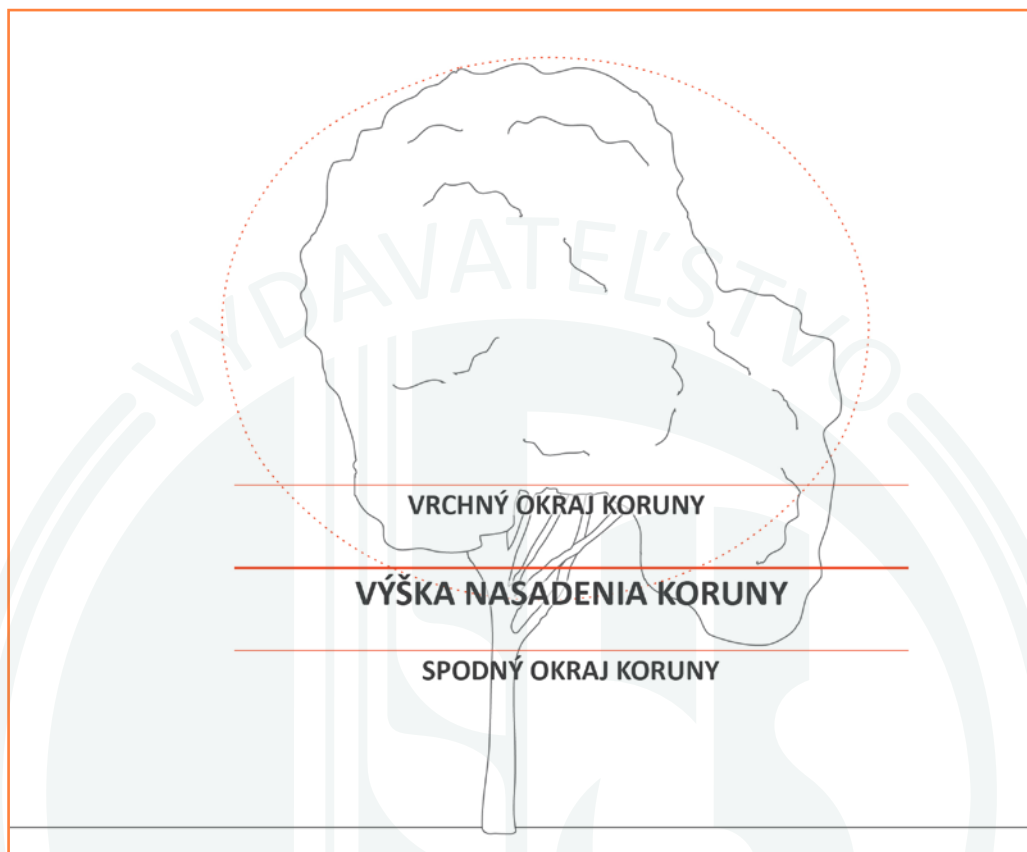 VYDAVATEĽSTVO
VRCHNÝ OKRAJ KORUNY
VÝŠKA NASADENIA KORUNY
SPODNÝ OKRAJ KORUNY